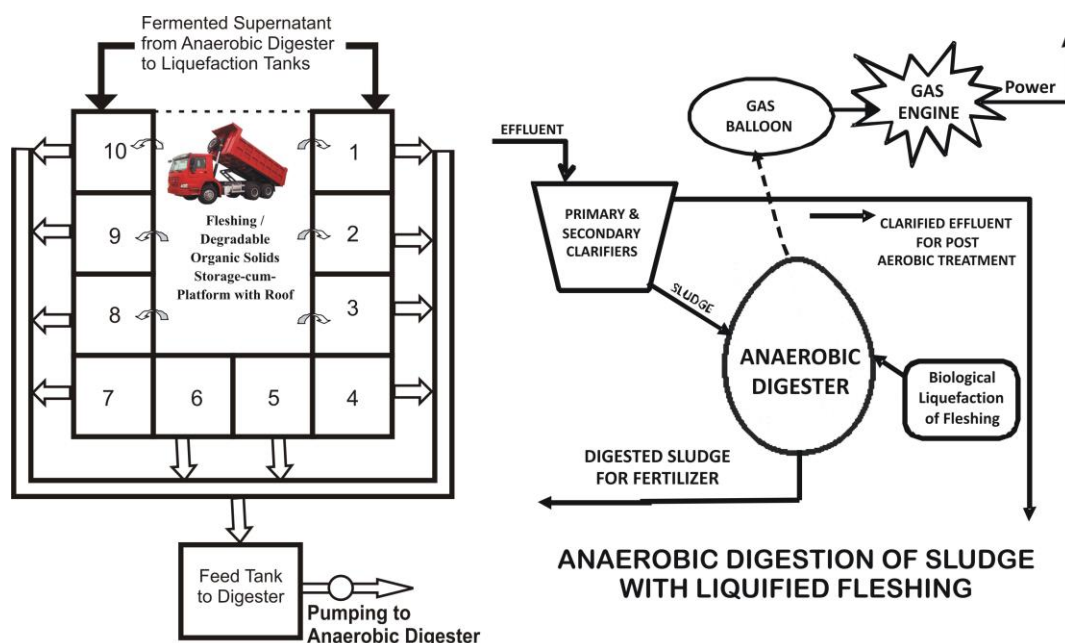 Fermented Supernatant
from Anaerobic Digester
to Liquefaction Tanks
10
1
Fleshing /
Degradable
Organic Solids
Storage-cum-
Platform with Roof
9
2
8
3
7
6
5
4
Feed Tank
to Digester
Pumping to
Anaerobic Digester
EFFLUENT
GAS
BALLOON
GAS
ENGINE
Power
PRIMARY &
SECONDARY
CLARIFIERS
CLARIFIED EFFLUENT
FOR POST
AEROBIC TREATMENT
SLUDGE
ANAEROBIC
DIGESTER
Biological
Liquefaction
of Fleshing
DIGESTED SLUDGE
FOR FERTILIZER
ANAEROBIC DIGESTION OF SLUDGE
WITH LIQUIFIED FLESHING